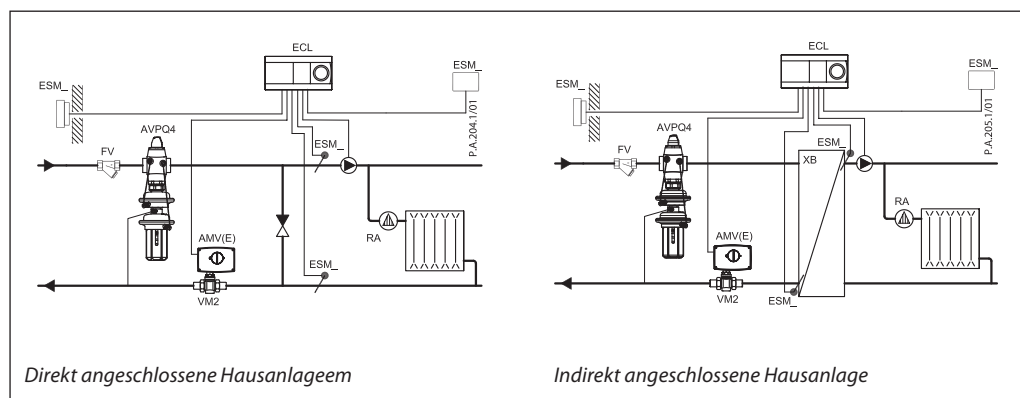 ECL
ESM_
ESM_
AVPQ4
FV
ESM_
P.A.204.1/01
RA
AMV(E)
ESM_
VM2
Direkt angeschlossene Hausanlageem
ECL
ESM_
ESM_
AVPQ4
FV
ESM_
XB
P.A.205.1/01
RA
AMV(E)
ESM_
VM2
Indirekt angeschlossene Hausanlage